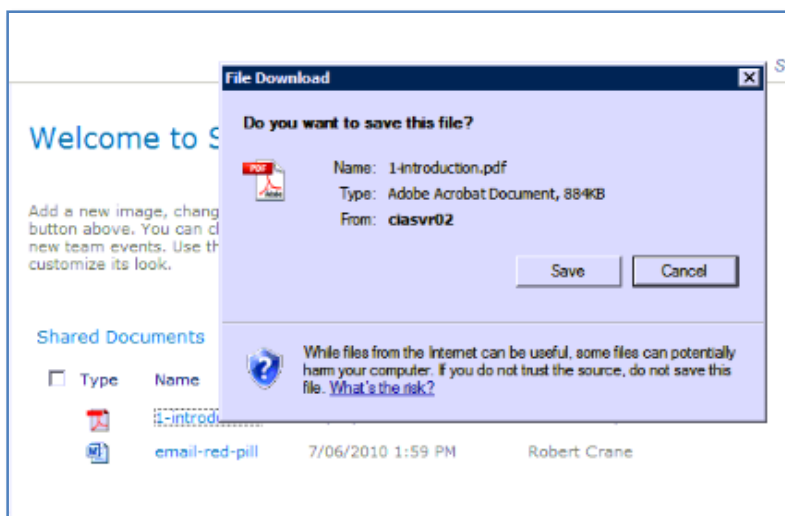 S
File Download
Do you want to save this file?
Welcome to S
PDF
Name: 1-introduction.pdf
Adobe
Type: Adobe Acrobat Document, 884KB
From: ciasvr02
Add a new image, chang
button above. You can cl
new team events. Use th
customize its look.
Save Cancel
Shared Documents
While files from the Internet can be useful, some files can potentially
harm your computer. If you do not trust the source, do not save this
file. What's the risk?
Type Name
1-introdu
email-red-pill 7/06/2010 1:59 PM Robert Crane